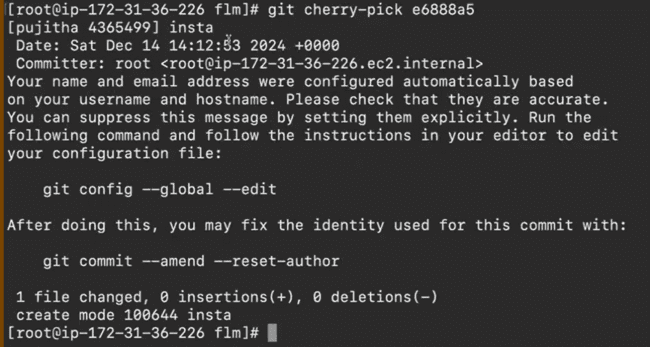 [root@ip-172-31-36-226 flm]# git cherry-pick e6888a5
[pujitha 4365499] insta
Date: Sat Dec 14 14:12:53 2024 +0000
Committer: root <root@ip-172-31-36-226.ec2.internal>
Your name and email address were configured automatically based
on your username and hostname. Please check that they are accurate.
You can suppress this message by setting them explicitly. Run the
following command and follow the instructions in your editor to edit
your configuration file:
git config --global --edit
After doing this, you may fix the identity used for this commit with:
git commit --amend --reset-author
1 file changed, 0 insertions(+), 0 deletions(-)
create mode 100644 insta
[root@ip-172-31-36-226 flm]#